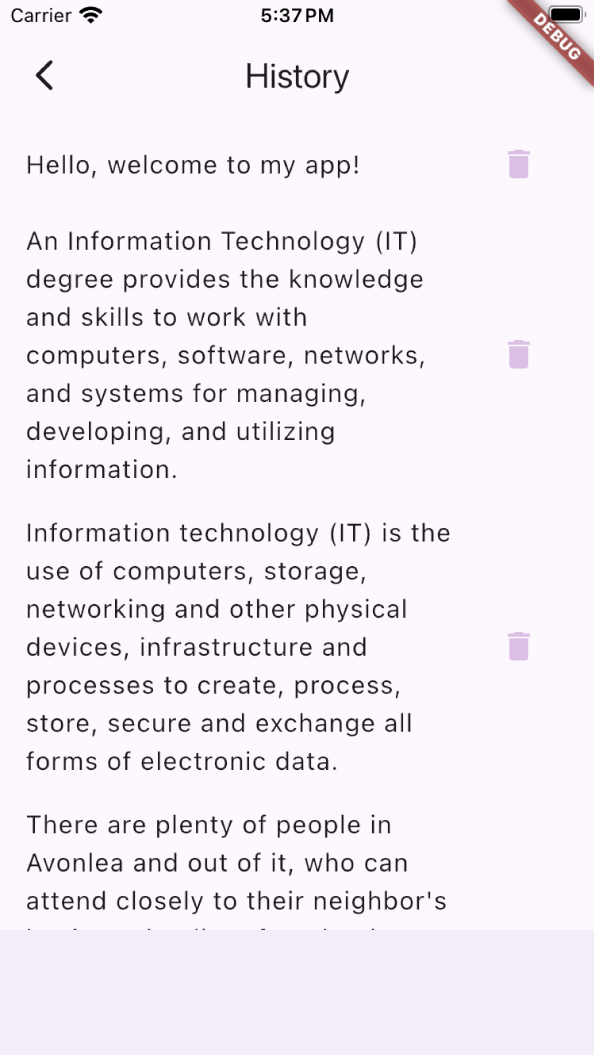 Carrier
5:37 PM
DEBUG
History
Hello, welcome to my app!
An Information Technology (IT)
degree provides the knowledge
and skills to work with
computers, software, networks,
and systems for managing,
developing, and utilizing
information.
Information technology (IT) is the
use of computers, storage,
networking and other physical
devices, infrastructure and
processes to create, process,
store, secure and exchange all
forms of electronic data.
There are plenty of people in
Avonlea and out of it, who can
attend closely to their neighbor's